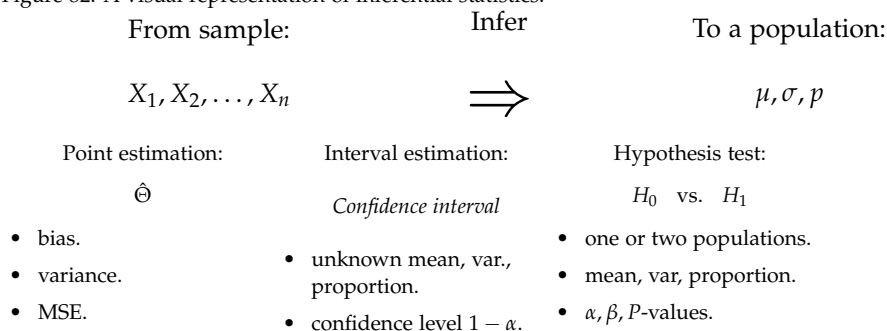 Figure 82: A visual representation of inferential statistics.
From sample: Infer To a population:
X₁, X₂, . . . , Xₙ ⟹ μ, σ, p
Point estimation: Interval estimation: Hypothesis test:
Θ̂ Confidence interval H₀ vs. H₁
• bias.
• variance.
• MSE.
• unknown mean, var.,
proportion.
• confidence level 1 − α.
• one or two populations.
• mean, var, proportion.
• α, β, P-values.